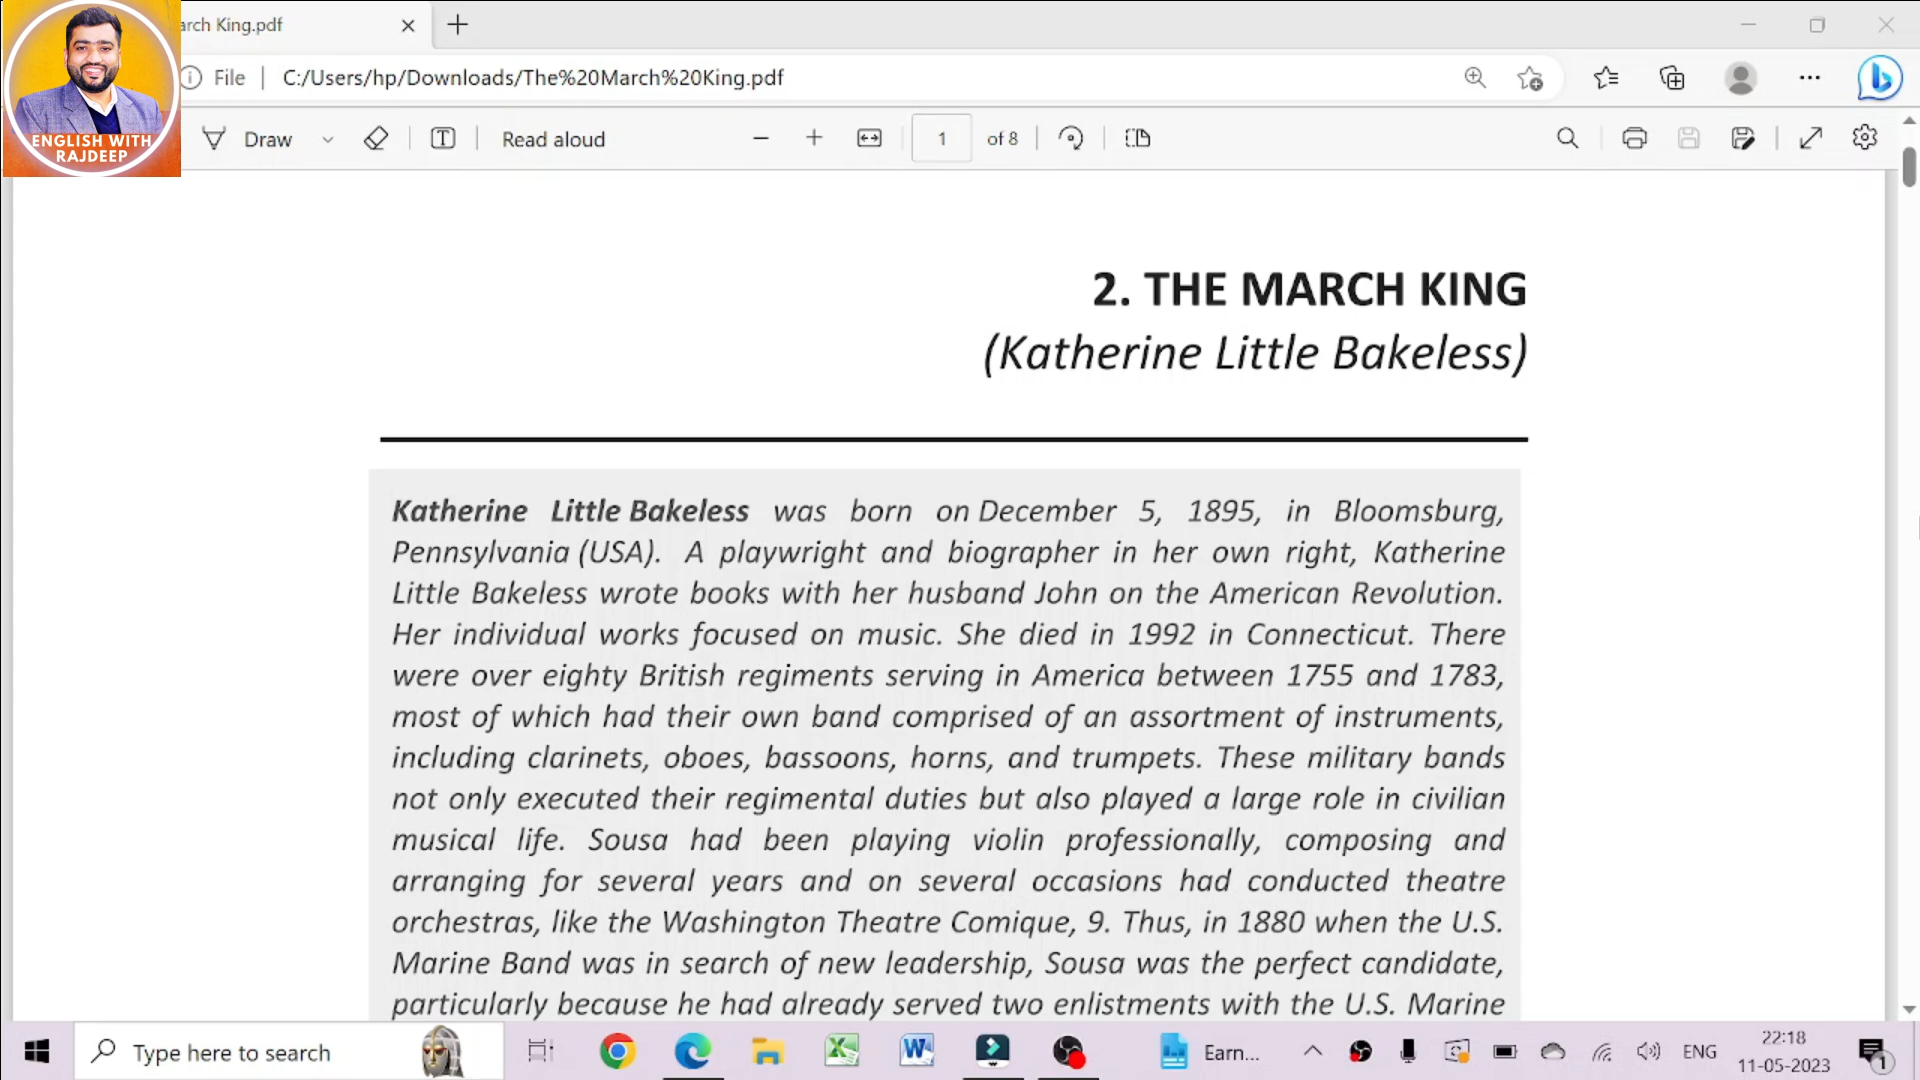 arch King.pdf
File
C:/Users/hp/Downloads/The%20March%20King.pdf
ENGLISH WITH
RAJDEEP
Draw
Read aloud
1 of 8
2. THE MARCH KING
(Katherine Little Bakeless)
Katherine Little Bakeless was born on December 5, 1895, in Bloomsburg,
Pennsylvania (USA). A playwright and biographer in her own right, Katherine
Little Bakeless wrote books with her husband John on the American Revolution.
Her individual works focused on music. She died in 1992 in Connecticut. There
were over eighty British regiments serving in America between 1755 and 1783,
most of which had their own band comprised of an assortment of instruments,
including clarinets, oboes, bassoons, horns, and trumpets. These military bands
not only executed their regimental duties but also played a large role in civilian
musical life. Sousa had been playing violin professionally, composing and
arranging for several years and on several occasions had conducted theatre
orchestras, like the Washington Theatre Comique, 9. Thus, in 1880 when the U.S.
Marine Band was in search of new leadership, Sousa was the perfect candidate,
particularly because he had already served two enlistments with the U.S. Marine
Type here to search
Earn...
ENG
22:18
11-05-2023
1